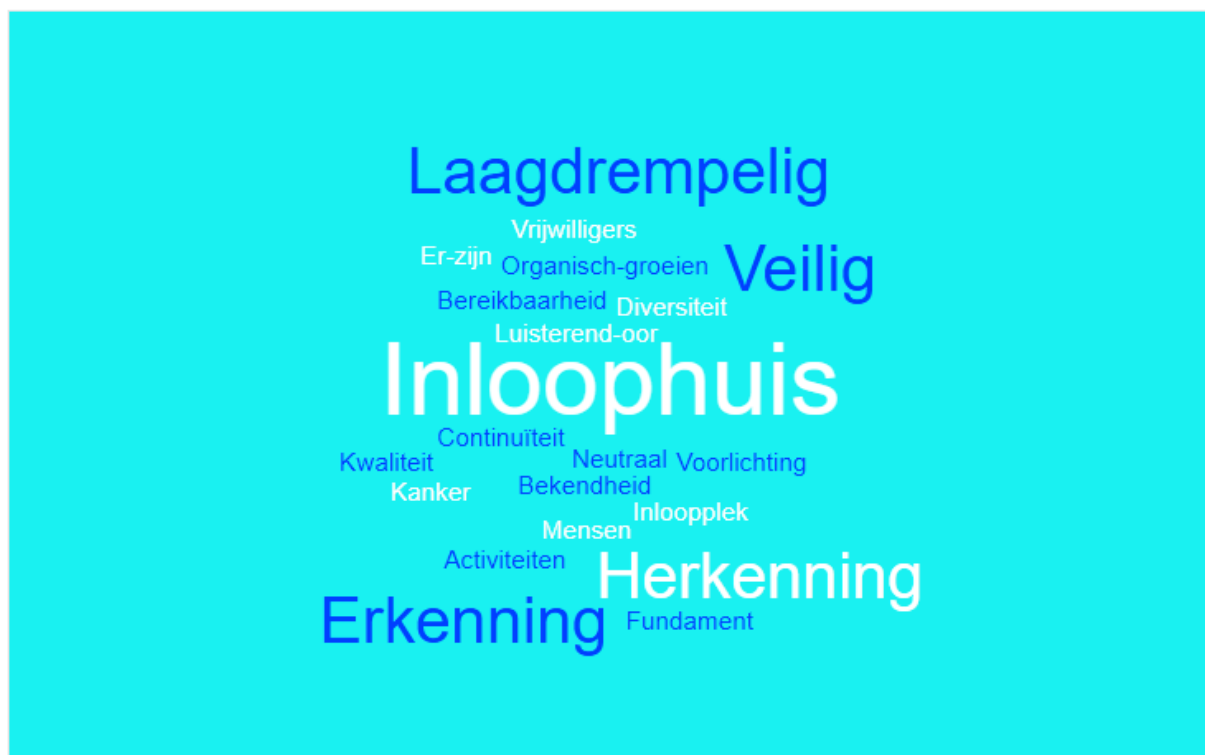 Laagdrempelig
Vrijwilligers
Er-zijn
Organisch-groeien
Veilig
Bereikbaarheid
Diversiteit
Luisterend-oor
Inloophuis
Continuïteit
Kwaliteit
Neutraal
Voorlichting
Kanker
Bekendheid
Inloopplek
Mensen
Activiteiten
Herkenning
Erkenning
Fundament